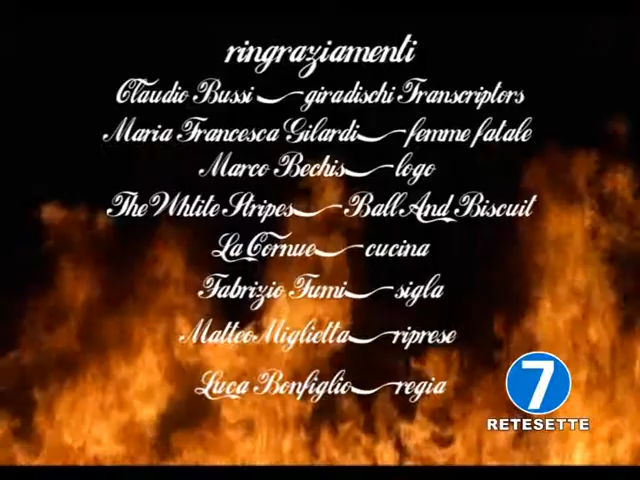 ringraziamenti
Claudio Bussi giradischi Transcriptors
Maria Francesca Gilardi femme fatale
Marco Bechis logo
The Whtite Stripes Ball And Biscuit
La Cornue cucina
Fabrizio Fumi sigla
Matteo Miglietta riprese
Luca Bonfiglio regia
7
RETESETTE